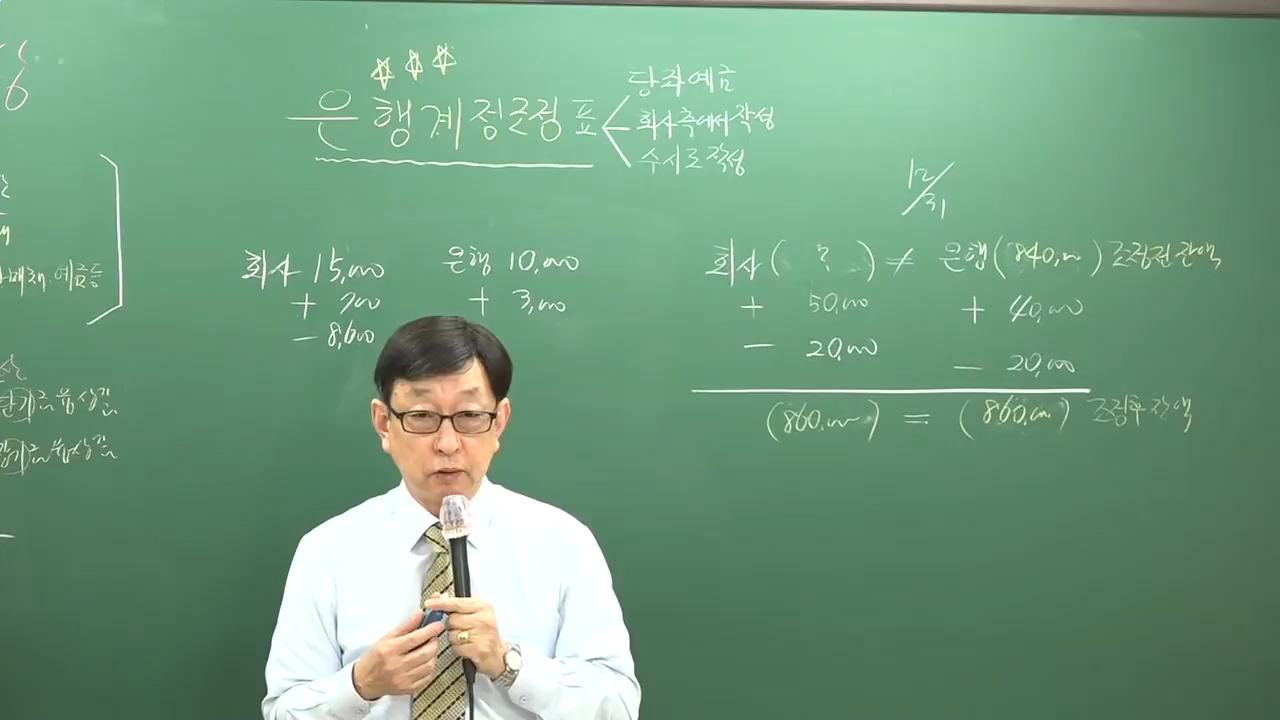 은행계정조정표
당좌예금
회사측에서작성
수시로 작성
12/31
회사 15,000
+ 700
- 8,600
은행 10,000
+ 3,000
회사 ( ? ) ≠ 은행 (840,000) 조정전 잔액
+ 50,000 + 40,000
- 20,000 - 20,000
(860,000) = (860,000) 조정후 잔액
예금등